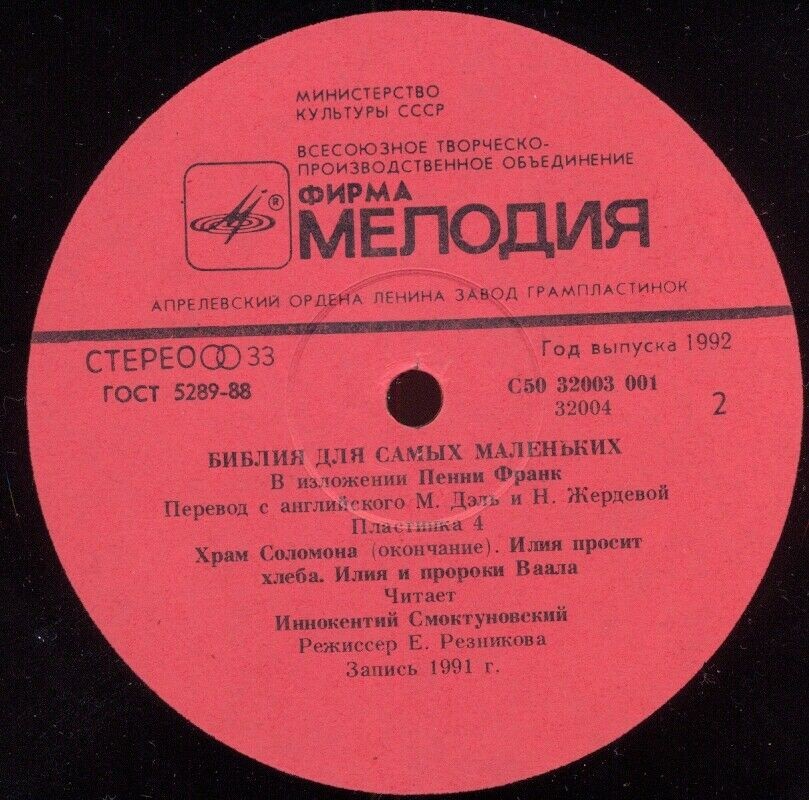 МИНИСТЕРСТВО
КУЛЬТУРЫ СССР
ВСЕСОЮЗНОЕ ТВОРЧЕСКО-
ПРОИЗВОДСТВЕННОЕ ОБЪЕДИНЕНИЕ
®
ФИРМА
МЕЛОДИЯ
АПРЕЛЕВСКИЙ ОРДЕНА ЛЕНИНА ЗАВОД ГРАМПЛАСТИНОК
СТЕРЕО 33
Год выпуска 1992
ГОСТ 5289-88
С50 32003 001
32004
2
БИБЛИЯ ДЛЯ САМЫХ МАЛЕНЬКИХ
В изложении Пенни Франк
Перевод с английского М. Дэль и Н. Жердевой
Пластинка 4
Храм Соломона (окончание). Илия просит
хлеба. Илия и пророки Ваала
Читает
Иннокентий Смоктуновский
Режиссер Е. Резникова
Запись 1991 г.